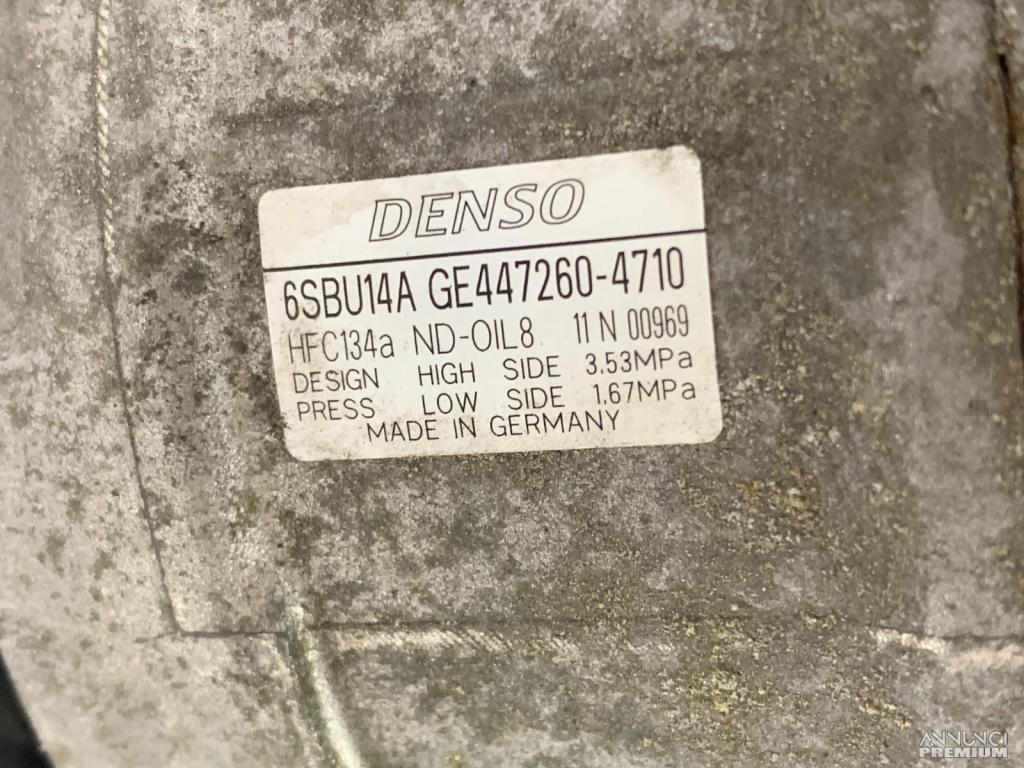 DENSO
6SBU14A GE447260-4710
HFC134a ND-OIL8 11 N 00969
DESIGN HIGH SIDE 3.53MPa
PRESS LOW SIDE 1.67MPa
MADE IN GERMANY
ANNUNCI
PREMIUM